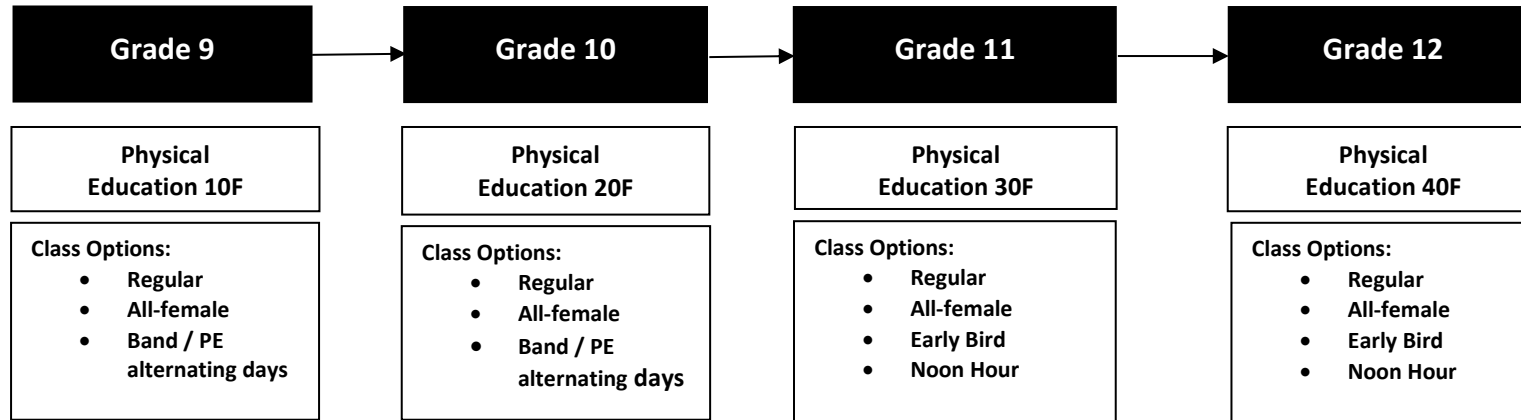 Grade 9
Grade 10
Grade 11
Grade 12
Physical
Education 10F
Physical
Education 20F
Physical
Education 30F
Physical
Education 40F
Class Options:
• Regular
• All-female
• Band / PE
alternating days
Class Options:
• Regular
• All-female
• Band / PE
alternating days
Class Options:
• Regular
• All-female
• Early Bird
• Noon Hour
Class Options:
• Regular
• All-female
• Early Bird
• Noon Hour